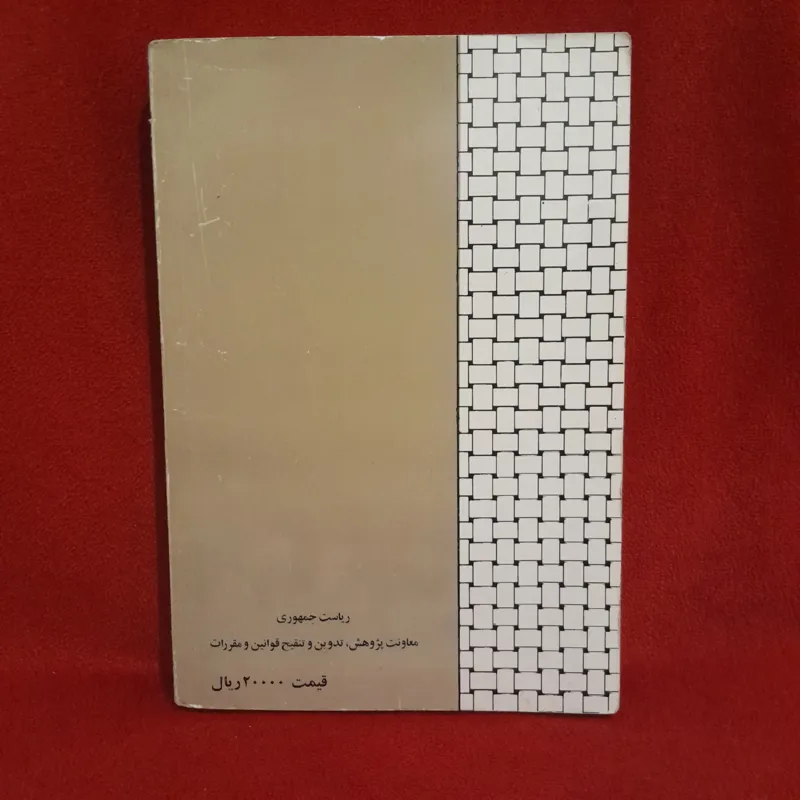 ریاست جمهوری
معاونت پژوهش، تدوین و تنقیح قوانین و مقررات
قیمت ۲۰۰۰۰ ریال